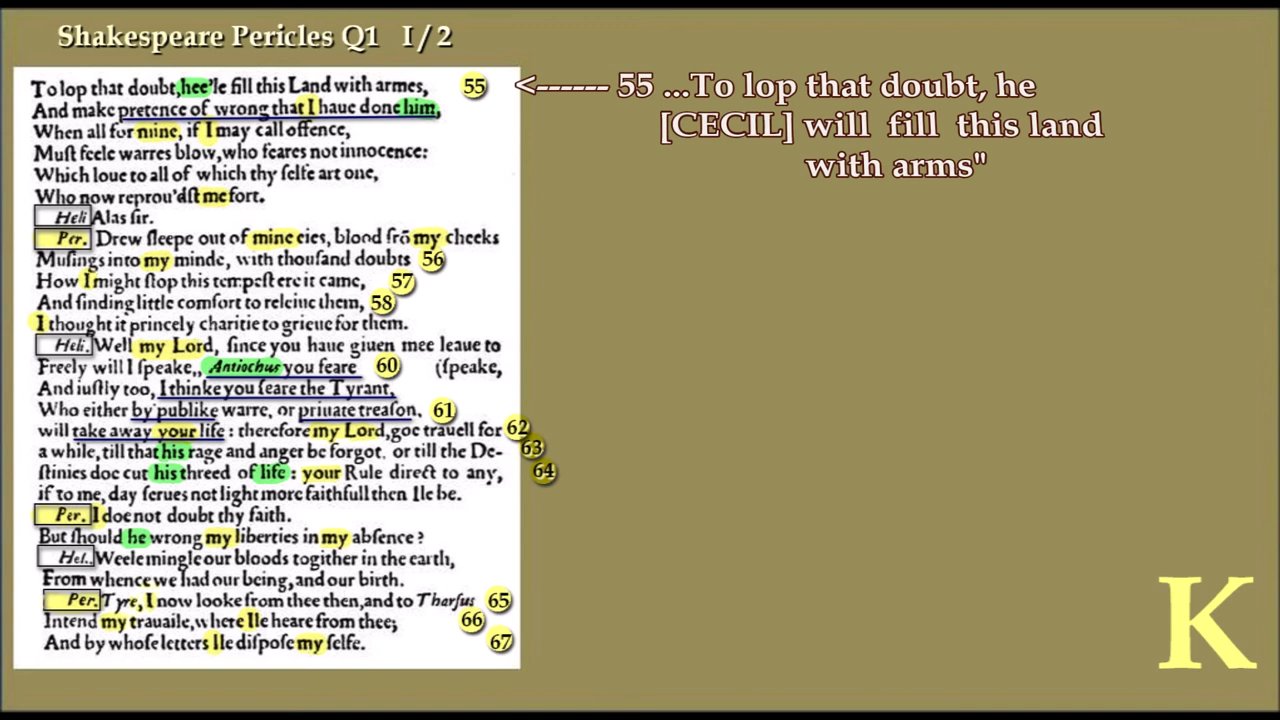 Shakespeare Pericles Q1 I / 2
To lop that doubt, hee'le fill this Land with armes, 55
And make pretence of wrong that I haue done him,
When all for mine, if I may call offence,
Muſt feele warres blow, who feares not innocence:
Which loue to all of which thy ſelfe art one,
Who now reprou'dſt me fort.
Heli Alas ſir.
Per. Drew ſleepe out of mine eies, blood frō my cheeks
Muſings into my minde, with thouſand doubts 56
How I might ſtop this tempeſt ere it came, 57
And finding little comfort to releiue them, 58
I thought it princely charitie to grieue for them.
Heli. Well my Lord, ſince you haue giuen mee leaue to
Freely will I ſpeake,, Antiochus you feare 60 (ſpeake,
And iuſtly too, I thinke you feare the Tyrant,
Who either by publike warre, or priuate treaſon, 61
will take away your life : therefore my Lord, goe trauell for 62
a while, till that his rage and anger be forgot. or till the De- 63
ſtinies doe cut his threed of life : your Rule direct to any, 64
if to me, day ſerues not light more faithfull then Ile be.
Per. I doe not doubt thy faith.
But ſhould he wrong my liberties in my abſence ?
Hel.. Weele mingle our bloods togither in the earth,
From whence we had our being, and our birth.
Per. Tyre, I now looke from thee then, and to Tharſus 65
Intend my trauaile, where Ile heare from thee; 66
And by whoſe letters Ile diſpoſe my ſelfe. 67
<------ 55 ...To lop that doubt, he
[CECIL] will fill this land
with arms"
K